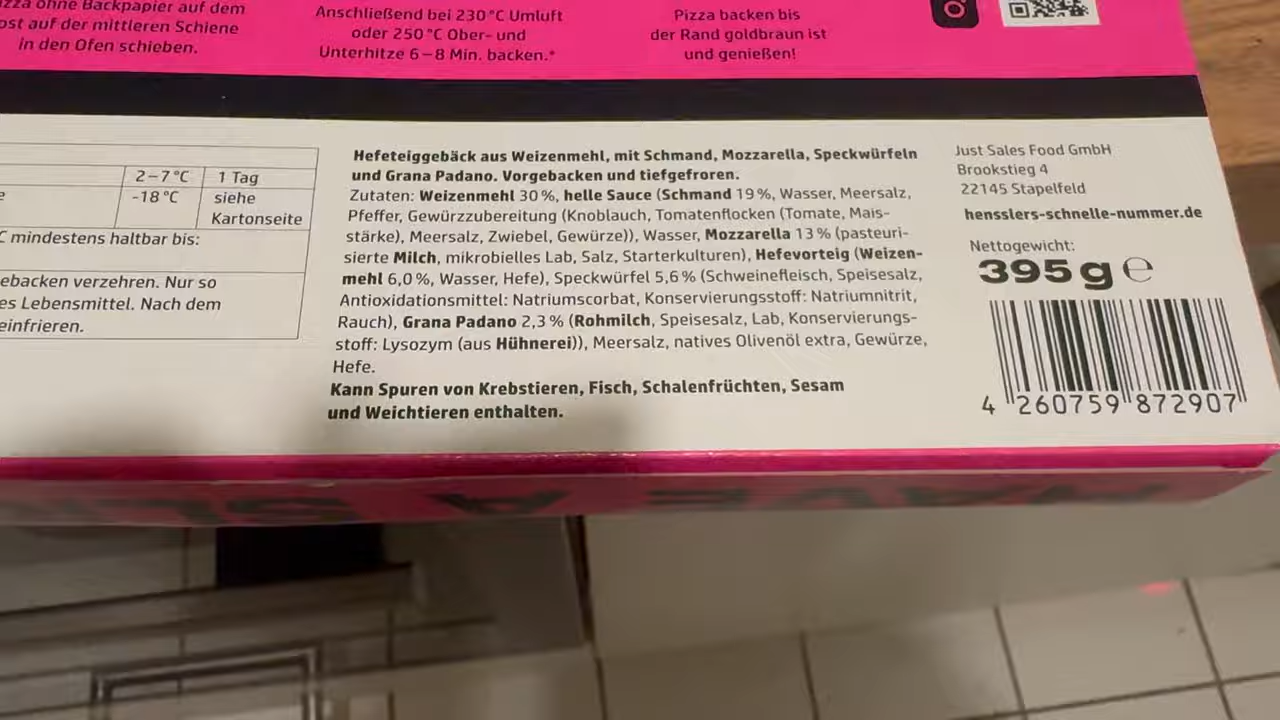 zza ohne Backpapier auf dem
ost auf der mittleren Schiene
in den Ofen schieben.
Anschließend bei 230 °C Umluft
oder 250 °C Ober- und
Unterhitze 6–8 Min. backen.*
Pizza backen bis
der Rand goldbraun ist
und genießen!
2–7 °C 1 Tag
e -18 °C siehe
Kartonseite
C mindestens haltbar bis:
ebacken verzehren. Nur so
es Lebensmittel. Nach dem
einfrieren.
Hefeteiggebäck aus Weizenmehl, mit Schmand, Mozzarella, Speckwürfeln
und Grana Padano. Vorgebacken und tiefgefroren.
Zutaten: Weizenmehl 30 %, helle Sauce (Schmand 19 %, Wasser, Meersalz,
Pfeffer, Gewürzzubereitung (Knoblauch, Tomatenflocken (Tomate, Mais-
stärke), Meersalz, Zwiebel, Gewürze)), Wasser, Mozzarella 13 % (pasteuri-
sierte Milch, mikrobielles Lab, Salz, Starterkulturen), Hefevorteig (Weizen-
mehl 6,0 %, Wasser, Hefe), Speckwürfel 5,6 % (Schweinefleisch, Speisesalz,
Antioxidationsmittel: Natriumscorbat, Konservierungsstoff: Natriumnitrit,
Rauch), Grana Padano 2,3 % (Rohmilch, Speisesalz, Lab, Konservierungs-
stoff: Lysozym (aus Hühnerei)), Meersalz, natives Olivenöl extra, Gewürze,
Hefe.
Kann Spuren von Krebstieren, Fisch, Schalenfrüchten, Sesam
und Weichtieren enthalten.
Just Sales Food GmbH
Brookstieg 4
22145 Stapelfeld
hensslers-schnelle-nummer.de
Nettogewicht:
395 g ℮
4 260759 872907